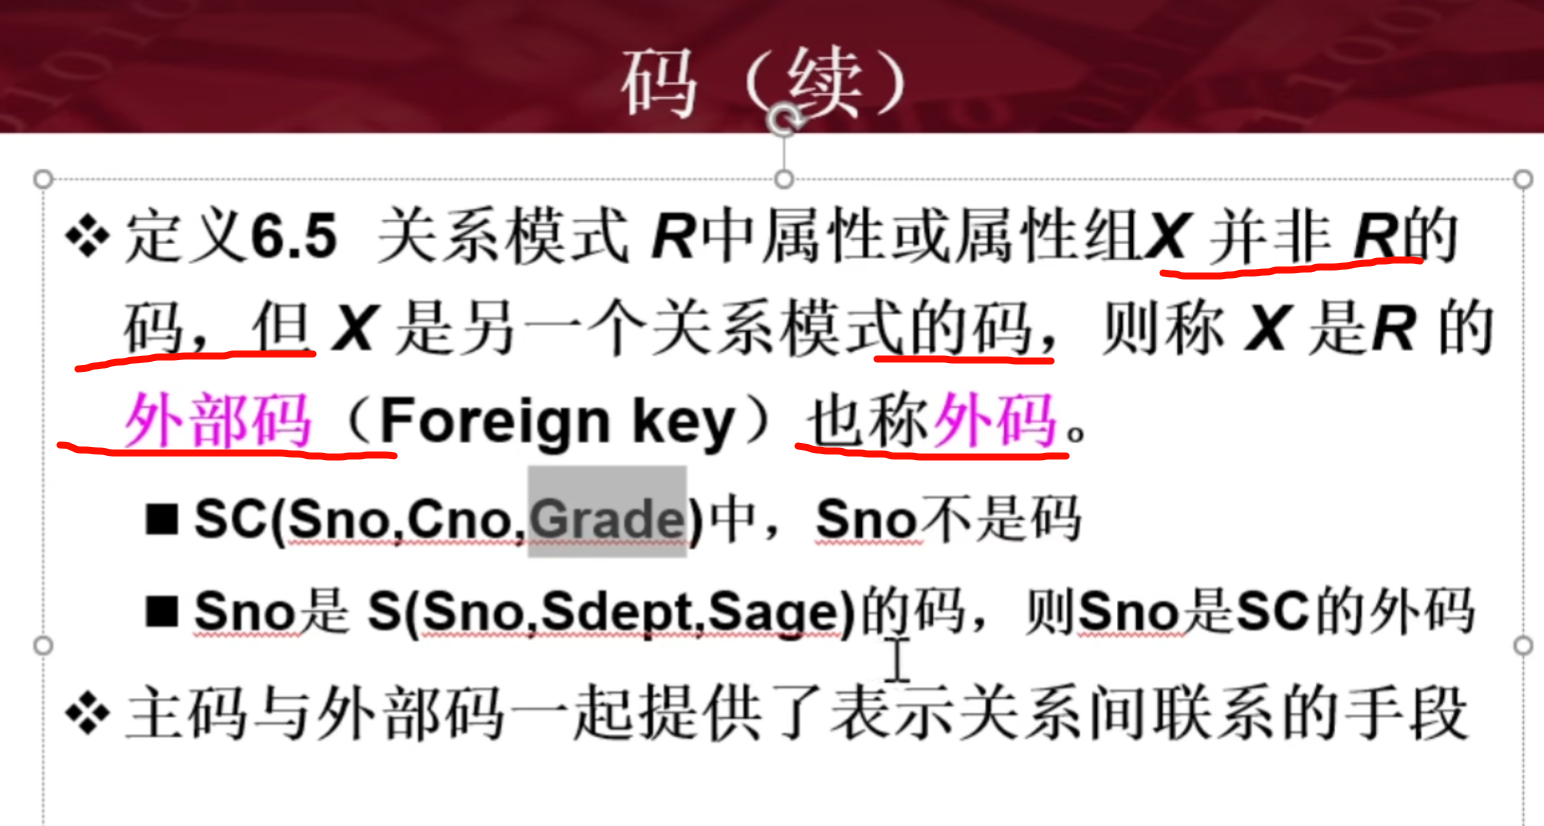 码（续）
❖定义6.5 关系模式 R中属性或属性组X 并非 R的
码，但 X 是另一个关系模式的码，则称 X 是R 的
外部码（Foreign key）也称外码。
■ SC(Sno,Cno,Grade)中，Sno不是码
■ Sno是 S(Sno,Sdept,Sage)的码，则Sno是SC的外码
❖主码与外部码一起提供了表示关系间联系的手段